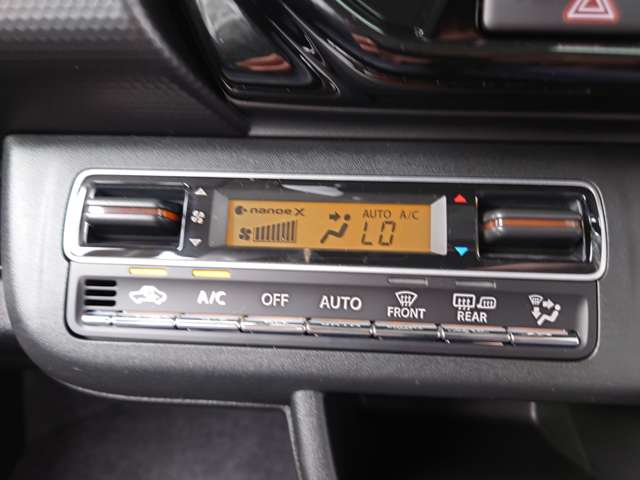 nanoe X AUTO A/C
LO
A/C OFF AUTO FRONT REAR